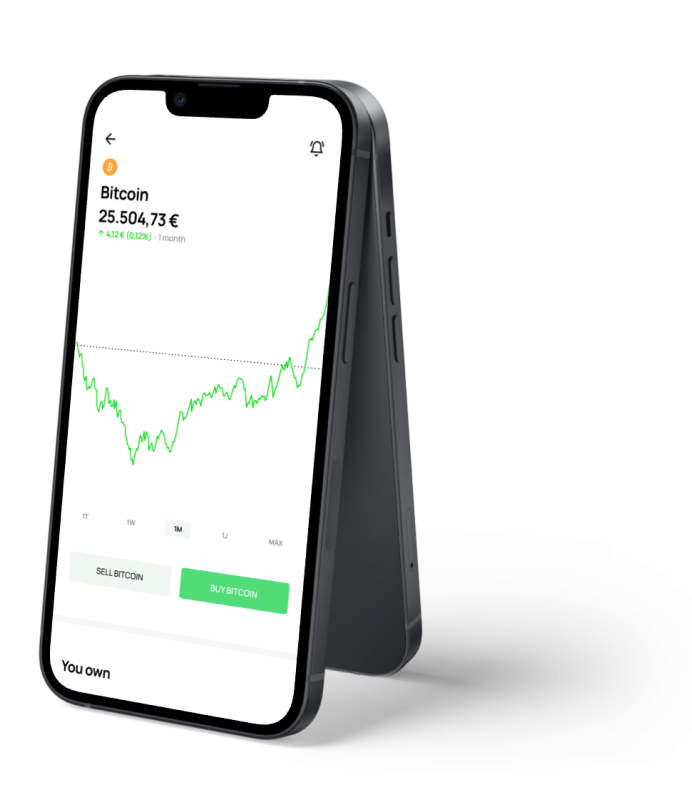 Bitcoin
25.504,73 €
↑ 4,12 € (0,12%) · 1 month
1T 1W 1M 1J MAX
SELL BITCOIN BUY BITCOIN
You own